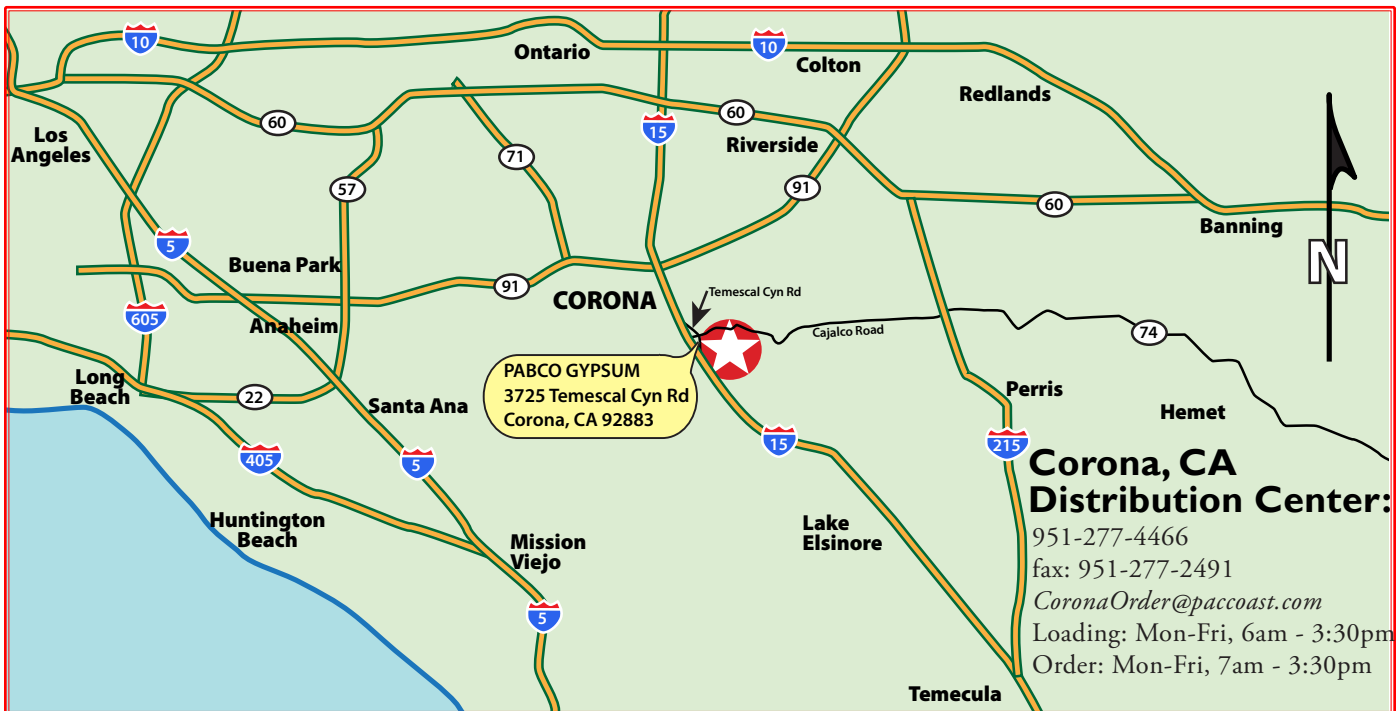 10
Ontario
10
Colton
Redlands
Los
Angeles
60
15
60
Riverside
71
57
91
60
Banning
5
N
Buena Park
91
CORONA
Temescal Cyn Rd
605
Anaheim
Cajalco Road
74
PABCO GYPSUM
3725 Temescal Cyn Rd
Corona, CA 92883
Long
Beach
22
Santa Ana
Perris
Hemet
405
5
15
215
Corona, CA
Distribution Center:
Huntington
Beach
Mission
Viejo
Lake
Elsinore
951-277-4466
fax: 951-277-2491
CoronaOrder@paccoast.com
Loading: Mon-Fri, 6am - 3:30pm
Order: Mon-Fri, 7am - 3:30pm
5
Temecula